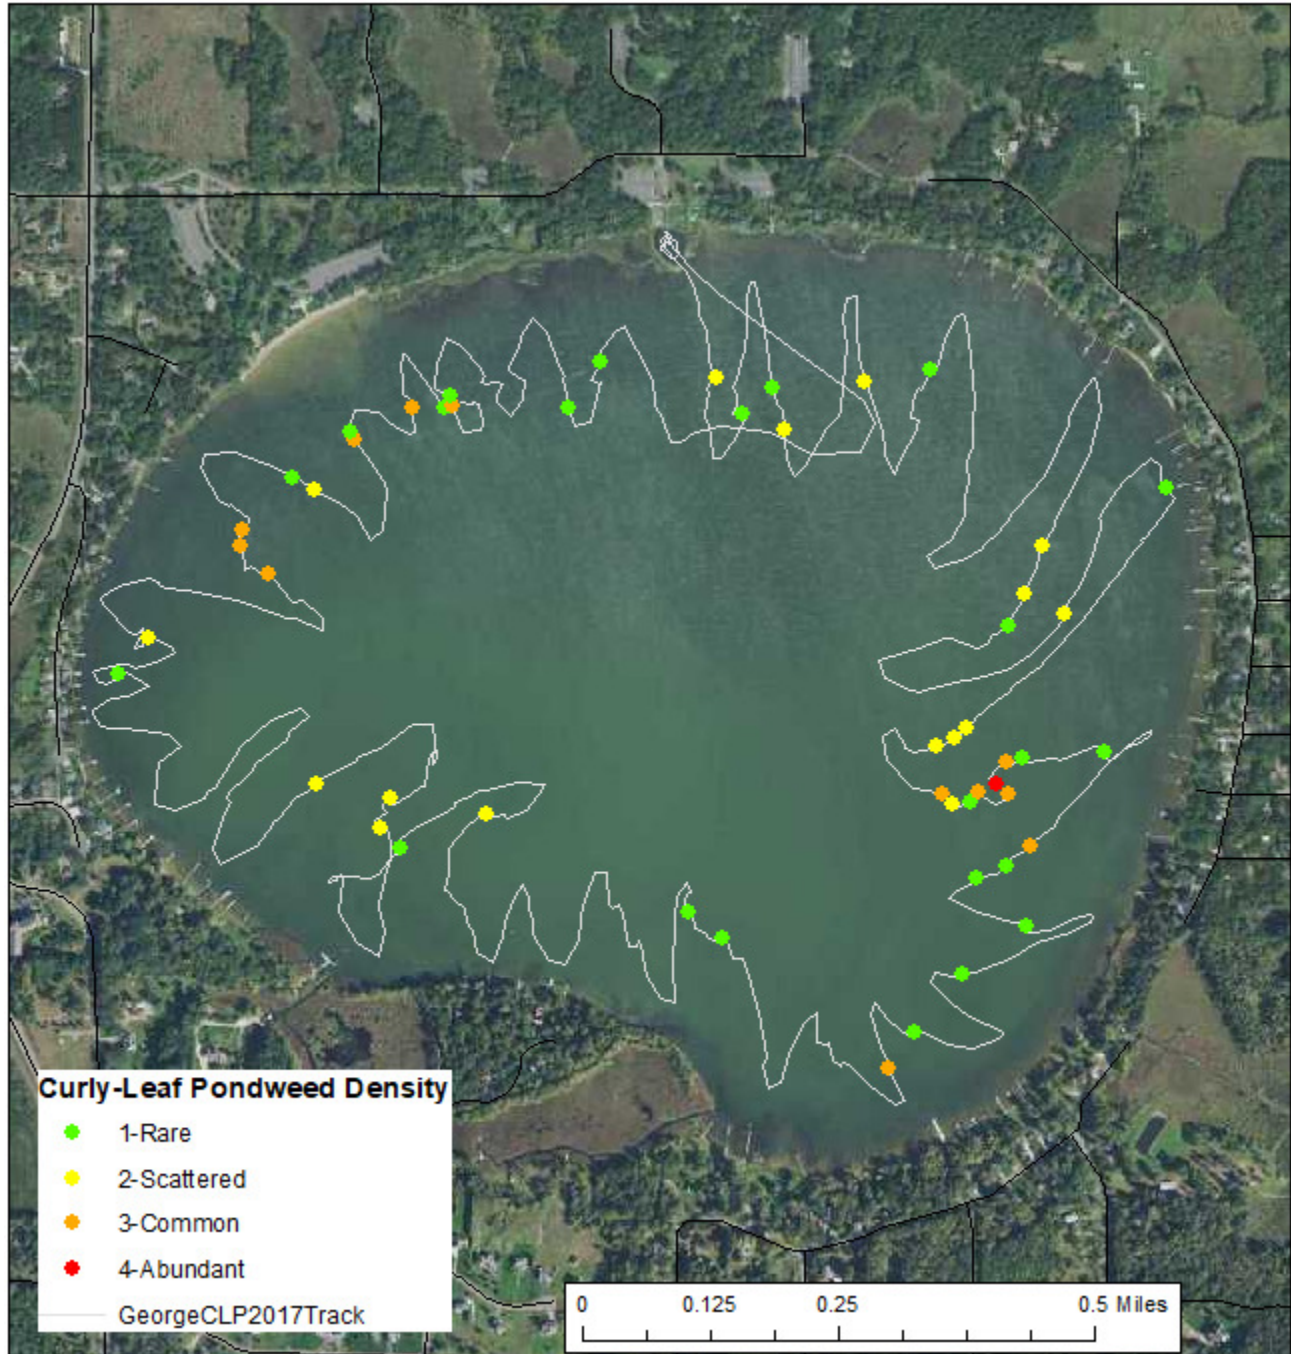 Curly-Leaf Pondweed Density
1-Rare
2-Scattered
3-Common
4-Abundant
GeorgeCLP2017Track
0 0.125 0.25 0.5 Miles